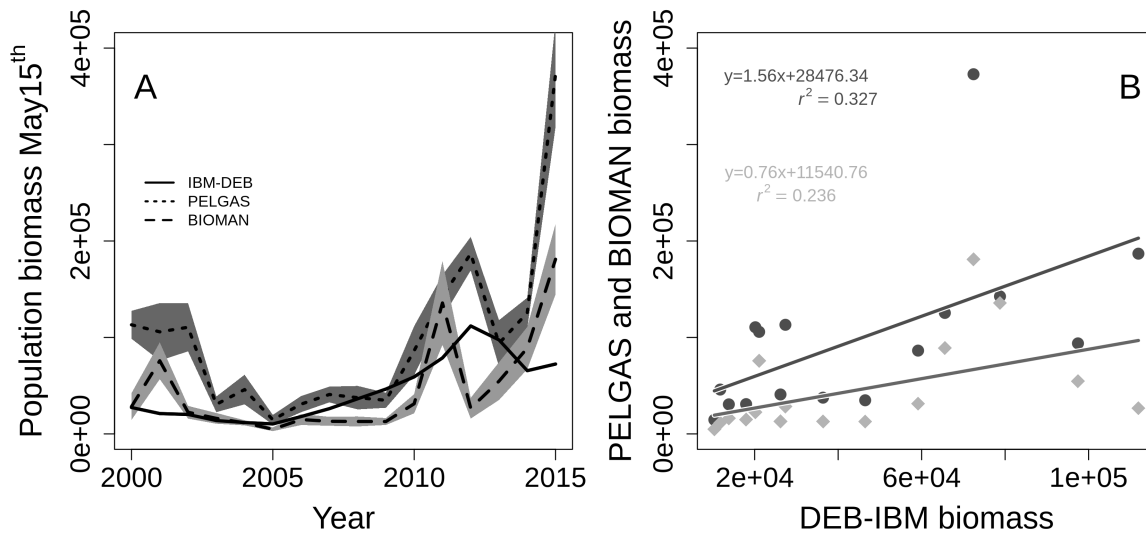 Population biomass May15th
4e+05
2e+05
0e+00
A
IBM-DEB
PELGAS
BIOMAN
2000
2005
2010
2015
Year
PELGAS and BIOMAN biomass
4e+05
2e+05
0e+00
y=1.56x+28476.34
r2 = 0.327
B
y=0.76x+11540.76
r2 = 0.236
2e+04
6e+04
1e+05
DEB-IBM biomass